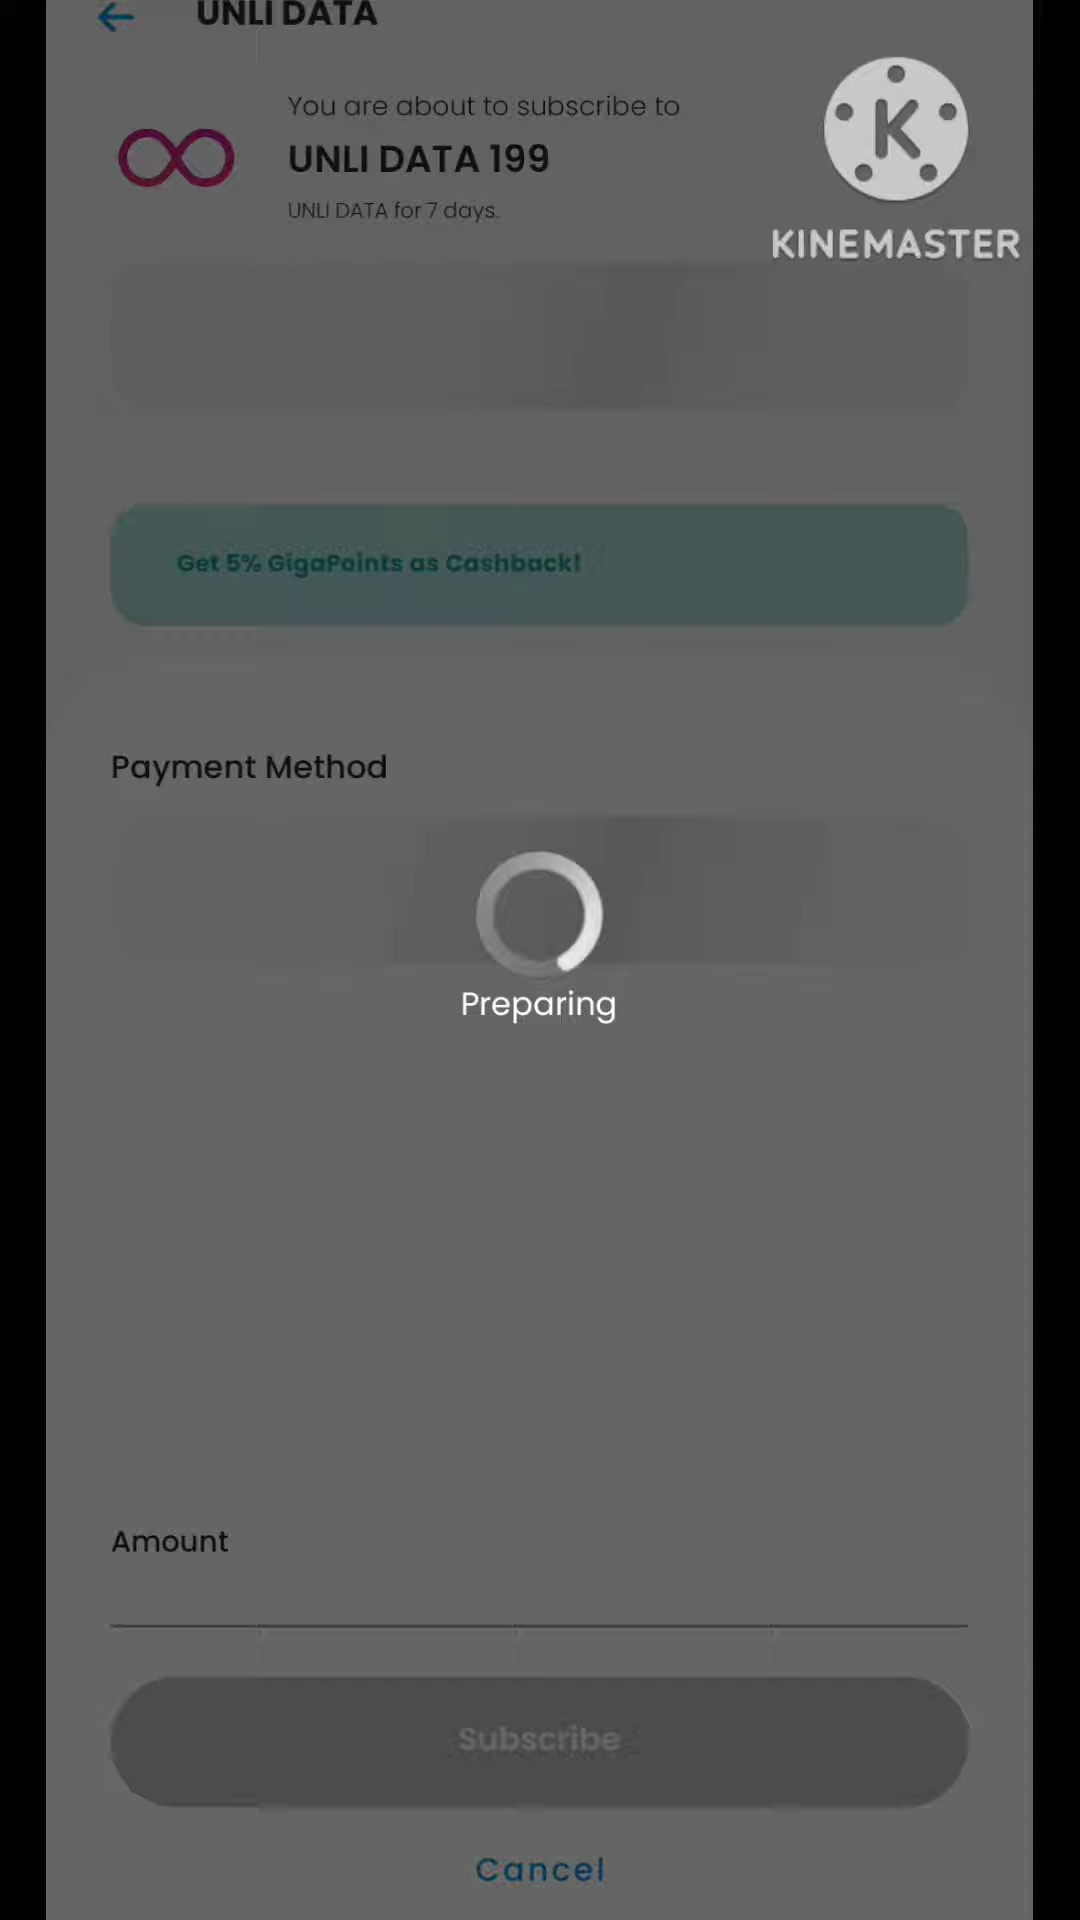 UNLI DATA
You are about to subscribe to
UNLI DATA 199
UNLI DATA for 7 days.
K
KINEMASTER
Get 5% GigaPoints as Cashback!
Payment Method
Preparing
Amount
Subscribe
Cancel